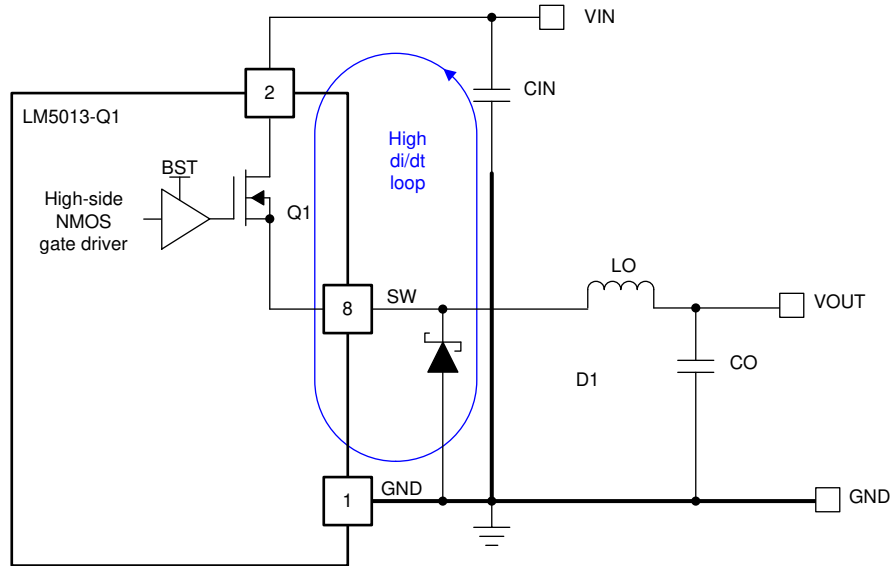 VIN
2
CIN
LM5013-Q1
High
di/dt
loop
BST
High-side
NMOS
gate driver
Q1
LO
8
SW
VOUT
D1
CO
1
GND
GND